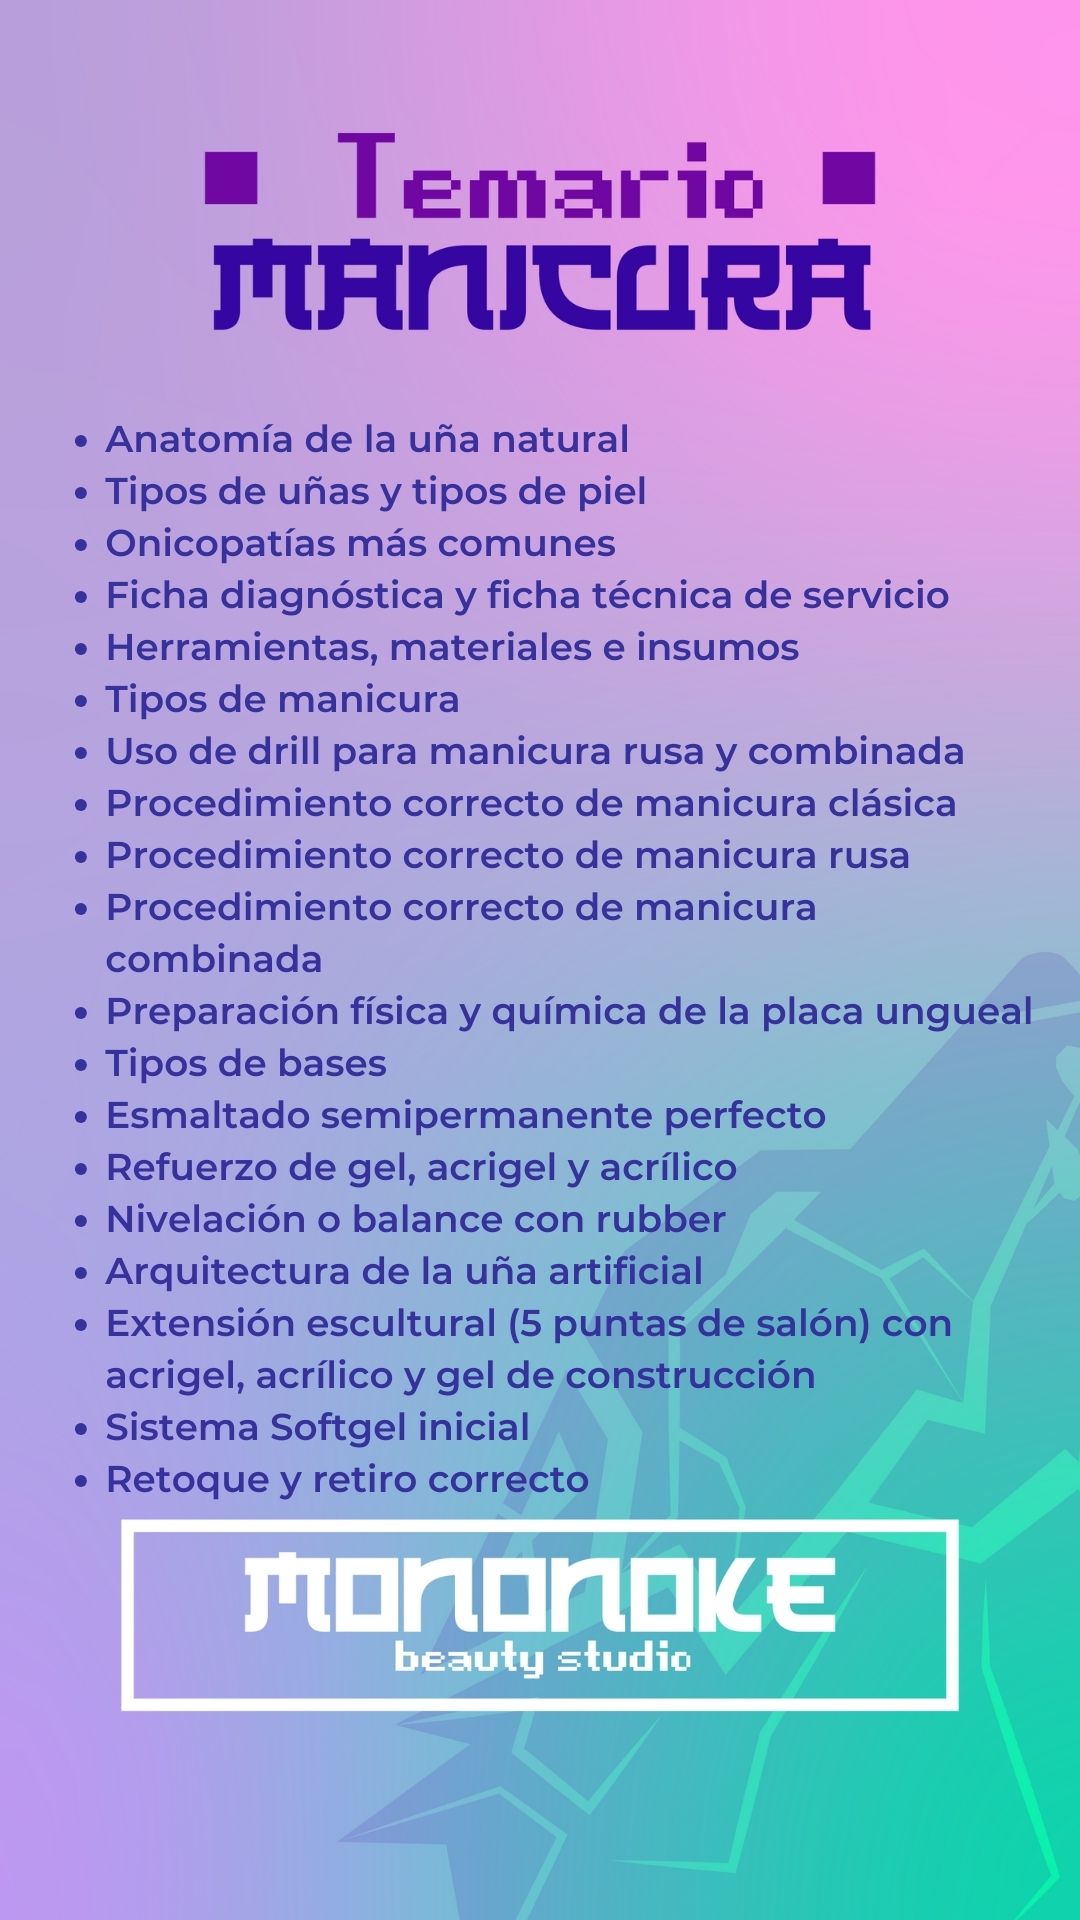 Temario
MANICURA
• Anatomía de la uña natural
• Tipos de uñas y tipos de piel
• Onicopatías más comunes
• Ficha diagnóstica y ficha técnica de servicio
• Herramientas, materiales e insumos
• Tipos de manicura
• Uso de drill para manicura rusa y combinada
• Procedimiento correcto de manicura clásica
• Procedimiento correcto de manicura rusa
• Procedimiento correcto de manicura
combinada
• Preparación física y química de la placa ungueal
• Tipos de bases
• Esmaltado semipermanente perfecto
• Refuerzo de gel, acrigel y acrílico
• Nivelación o balance con rubber
• Arquitectura de la uña artificial
• Extensión escultural (5 puntas de salón) con
acrigel, acrílico y gel de construcción
• Sistema Softgel inicial
• Retoque y retiro correcto
MONONOKE
beauty studio